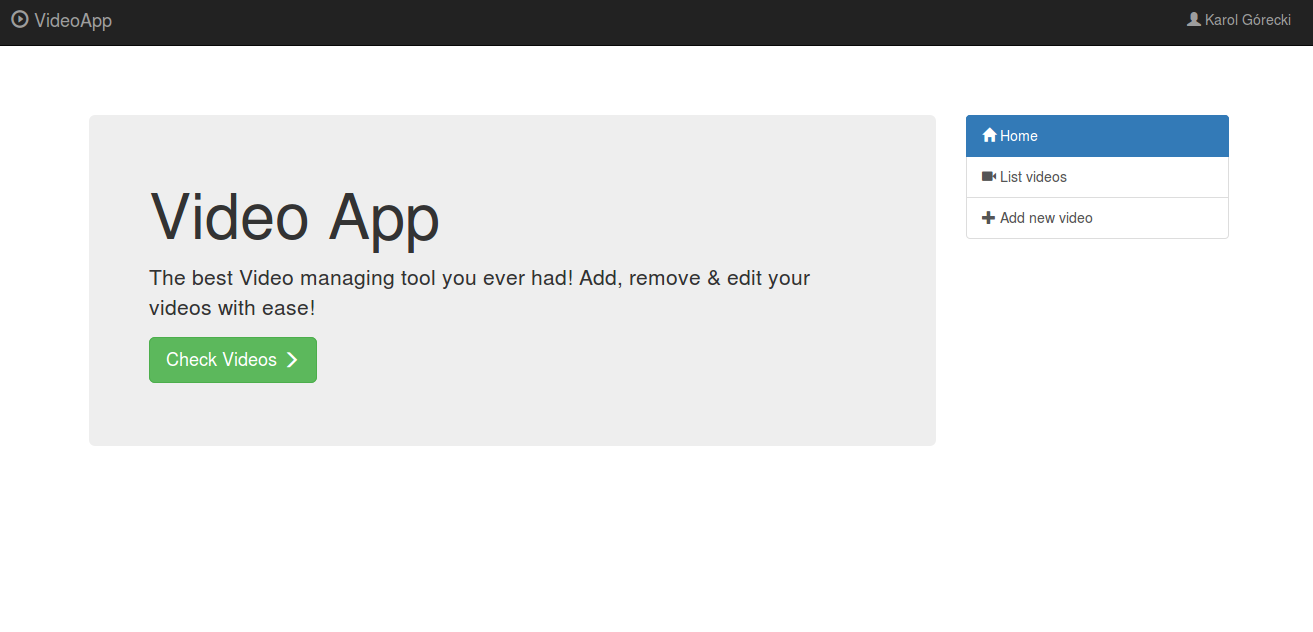 VideoApp
Karol Górecki
Video App
The best Video managing tool you ever had! Add, remove & edit your
videos with ease!
Check Videos
Home
List videos
Add new video